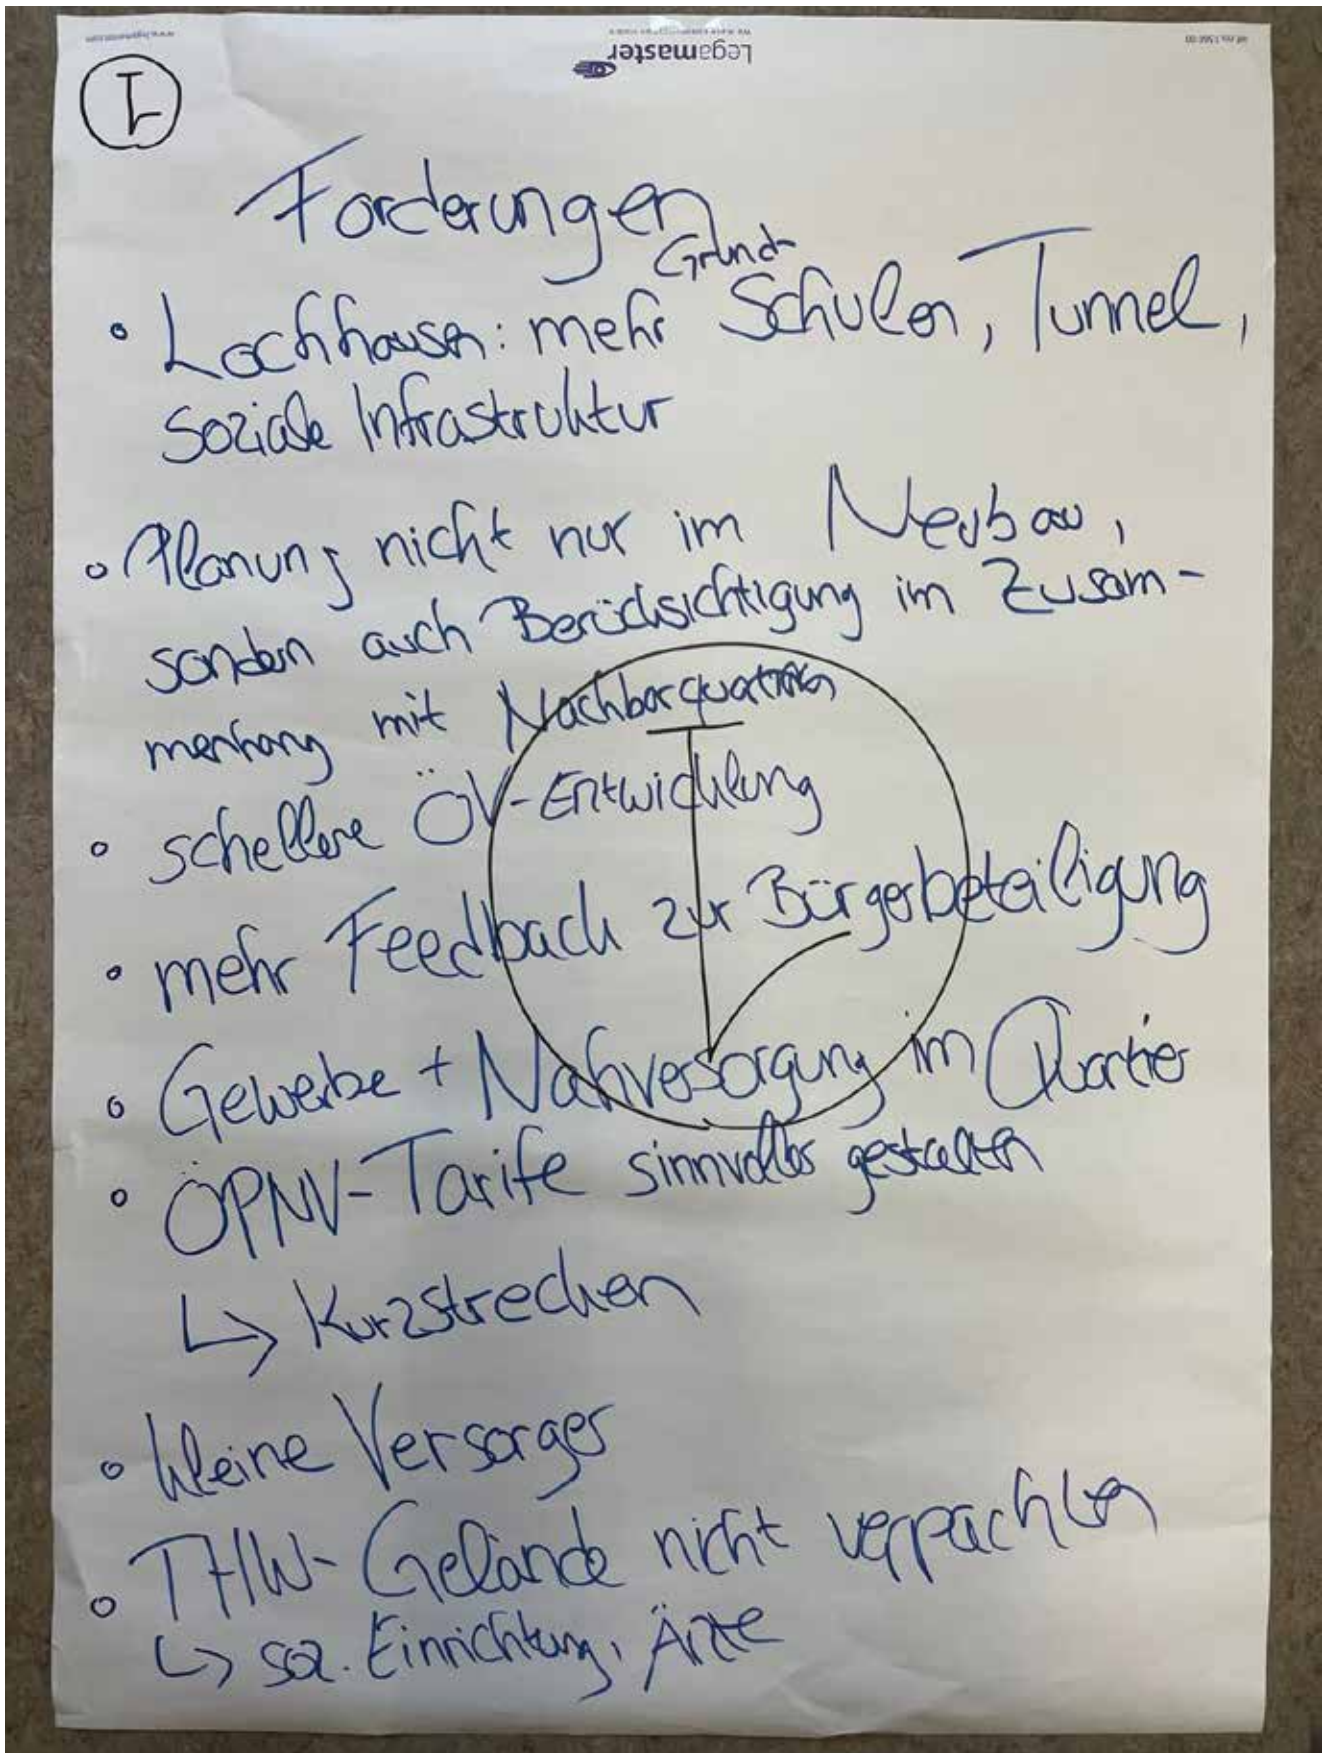 Legamaster
1
Forderungen
Grund-
• Lochhausen: mehr Schulen, Tunnel,
Soziale Infrastruktur
• Planung nicht nur im Neubau,
sondern auch Berücksichtigung im Zusam-
menhang mit Nachbarquartieren
• schellere ÖV-Entwicklung
1
• mehr Feedback zur Bürgerbeteiligung
• Gewerbe + Nahversorgung im Quartier
• ÖPNV-Tarife sinnvoller gestalten
↳ Kurzstrecken
• kleine Versorger
• THW-Gelände nicht verpachten
↳ soz. Einrichtung, Ärzte